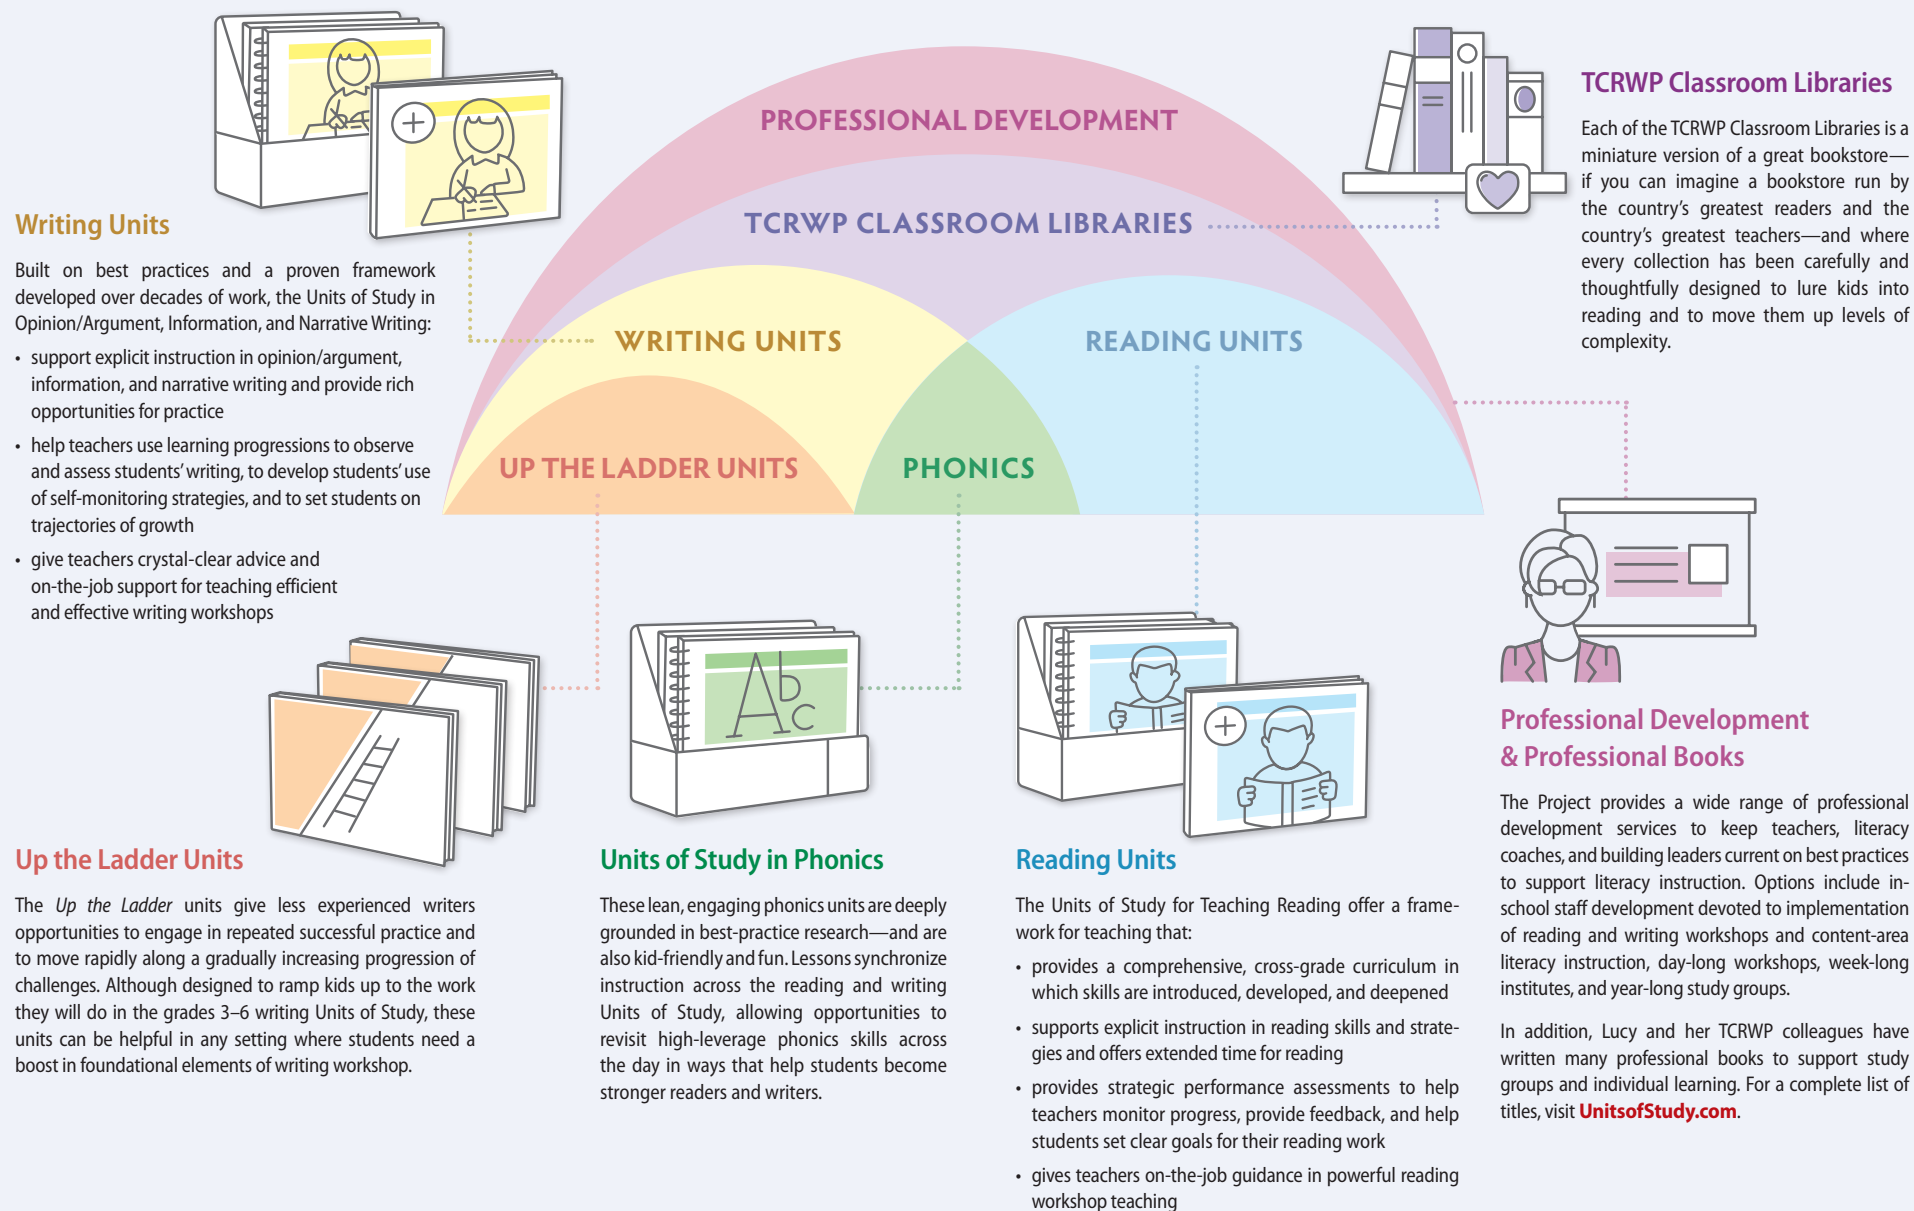 PROFESSIONAL DEVELOPMENT
TCRWP CLASSROOM LIBRARIES
WRITING UNITS
READING UNITS
UP THE LADDER UNITS
PHONICS
Writing Units
Built on best practices and a proven framework
developed over decades of work, the Units of Study in
Opinion/Argument, Information, and Narrative Writing:
• support explicit instruction in opinion/argument,
information, and narrative writing and provide rich
opportunities for practice
• help teachers use learning progressions to observe
and assess students’ writing, to develop students’ use
of self-monitoring strategies, and to set students on
trajectories of growth
• give teachers crystal-clear advice and
on-the-job support for teaching efficient
and effective writing workshops
TCRWP Classroom Libraries
Each of the TCRWP Classroom Libraries is a
miniature version of a great bookstore—
if you can imagine a bookstore run by
the country’s greatest readers and the
country’s greatest teachers—and where
every collection has been carefully and
thoughtfully designed to lure kids into
reading and to move them up levels of
complexity.
Up the Ladder Units
The Up the Ladder units give less experienced writers
opportunities to engage in repeated successful practice and
to move rapidly along a gradually increasing progression of
challenges. Although designed to ramp kids up to the work
they will do in the grades 3–6 writing Units of Study, these
units can be helpful in any setting where students need a
boost in foundational elements of writing workshop.
Abc
Units of Study in Phonics
These lean, engaging phonics units are deeply
grounded in best-practice research—and are
also kid-friendly and fun. Lessons synchronize
instruction across the reading and writing
Units of Study, allowing opportunities to
revisit high-leverage phonics skills across
the day in ways that help students become
stronger readers and writers.
Reading Units
The Units of Study for Teaching Reading offer a frame-
work for teaching that:
• provides a comprehensive, cross-grade curriculum in
which skills are introduced, developed, and deepened
• supports explicit instruction in reading skills and strate-
gies and offers extended time for reading
• provides strategic performance assessments to help
teachers monitor progress, provide feedback, and help
students set clear goals for their reading work
• gives teachers on-the-job guidance in powerful reading
workshop teaching
Professional Development
& Professional Books
The Project provides a wide range of professional
development services to keep teachers, literacy
coaches, and building leaders current on best practices
to support literacy instruction. Options include in-
school staff development devoted to implementation
of reading and writing workshops and content-area
literacy instruction, day-long workshops, week-long
institutes, and year-long study groups.
In addition, Lucy and her TCRWP colleagues have
written many professional books to support study
groups and individual learning. For a complete list of
titles, visit UnitsofStudy.com.